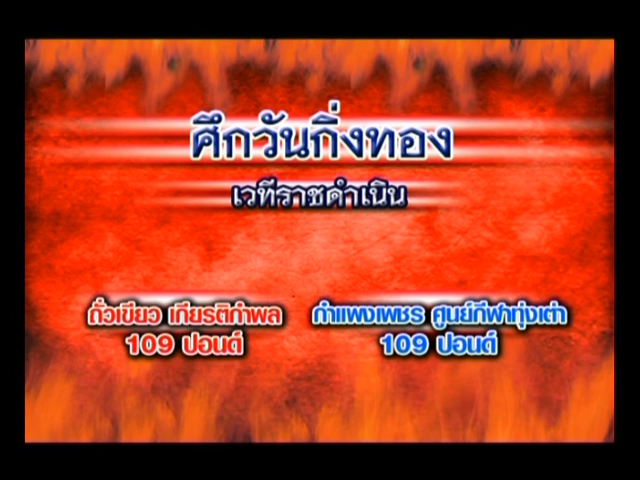 ศึกวันกิ่งทอง
เวทีราชดำเนิน
ถั่วเขียว เกียรติกำพล
109 ปอนด์
กำแพงเพชร ศูนย์กีฬาทุ่งเต่า
109 ปอนด์